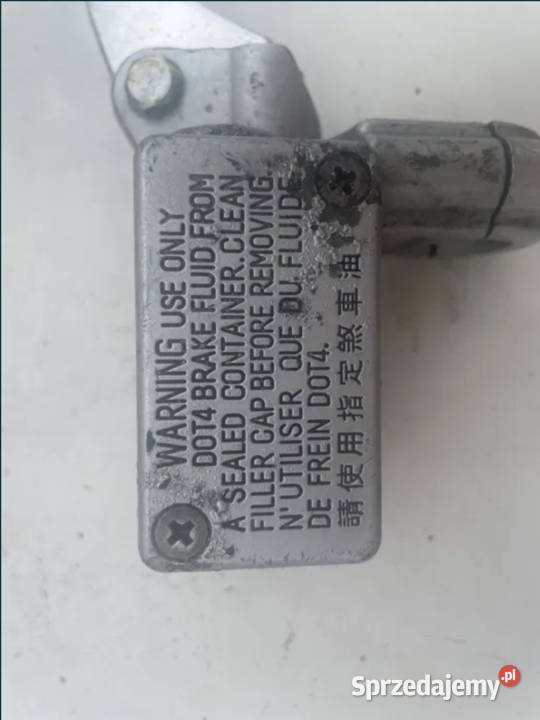 WARNING USE ONLY
DOT4 BRAKE FLUID FROM
A SEALED CONTAINER. CLEAN
FILLER CAP BEFORE REMOVING.
N'UTILISER QUE DU FLUIDE
DE FREIN DOT4.
請使用指定煞車油
Sprzedajemy.pl